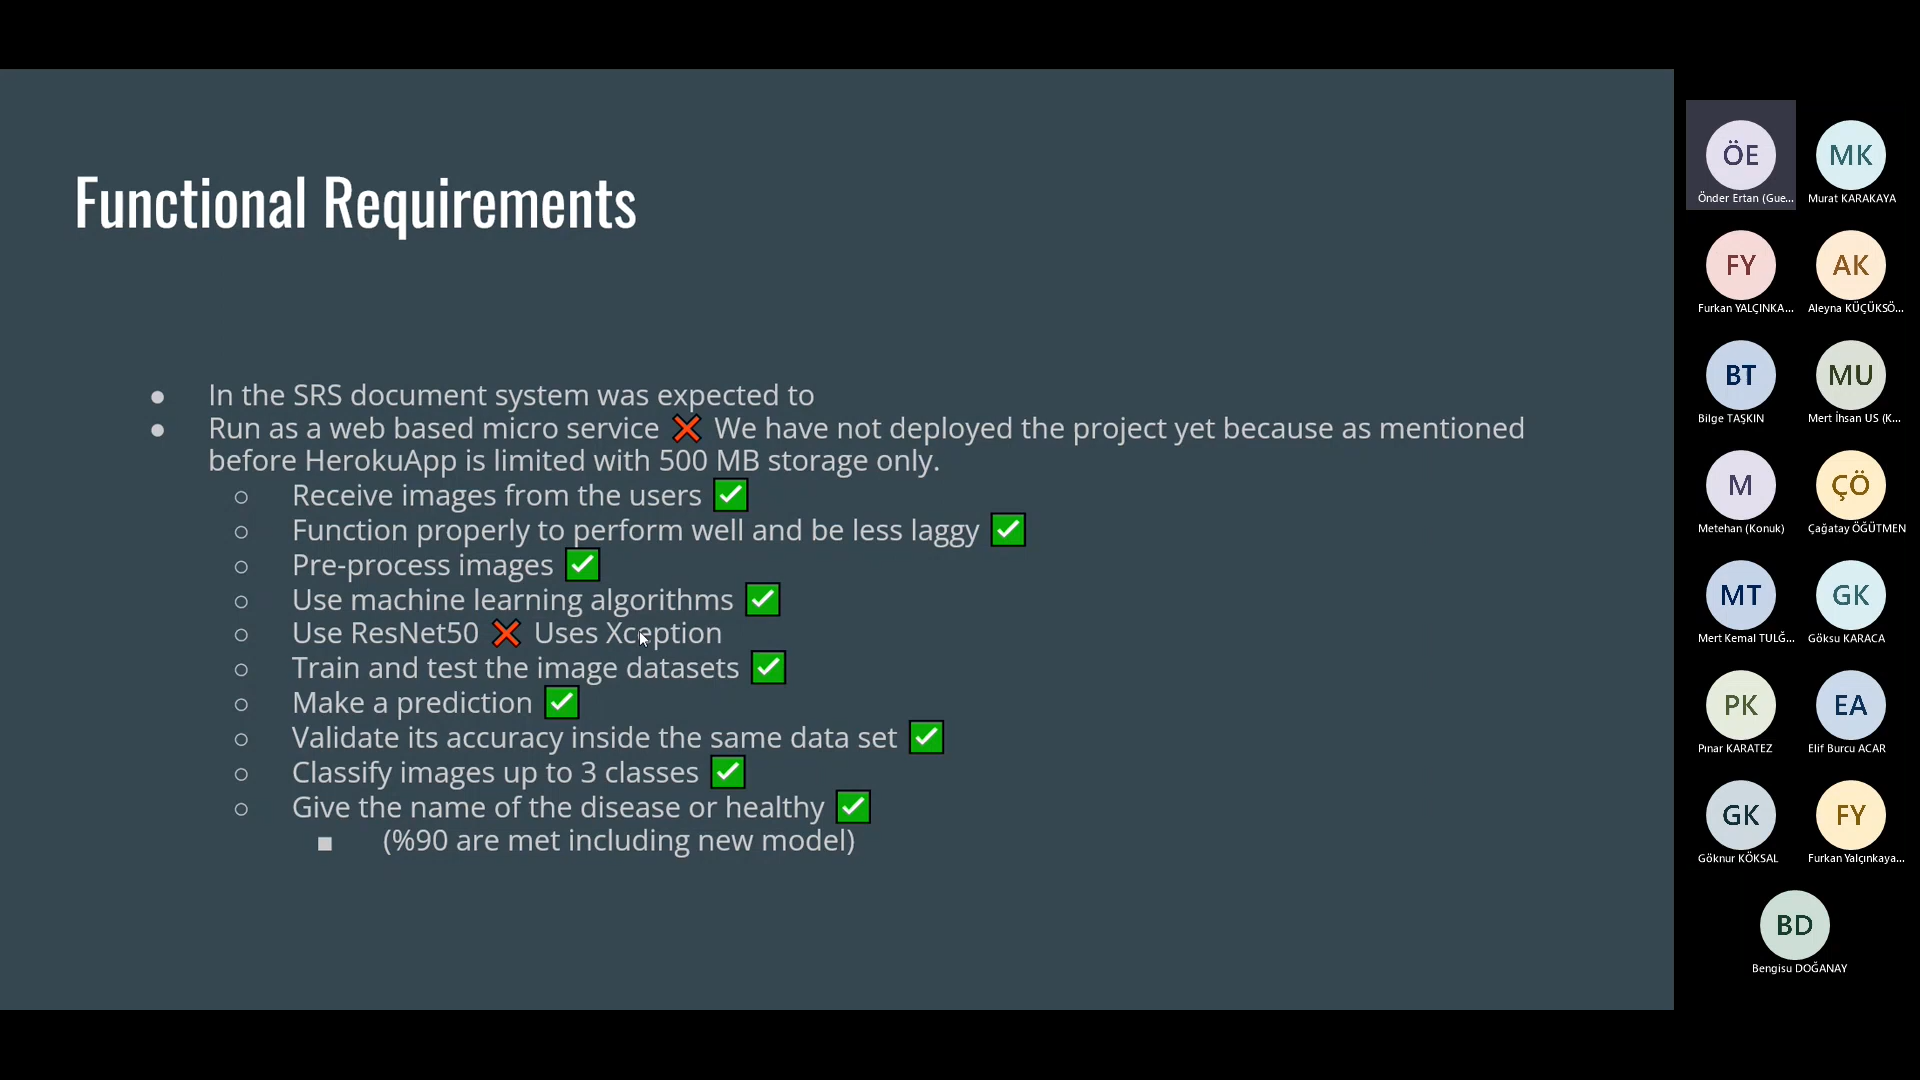 Functional Requirements
● In the SRS document system was expected to
● Run as a web based micro service ❌ We have not deployed the project yet because as mentioned
before HerokuApp is limited with 500 MB storage only.
○ Receive images from the users ✅
○ Function properly to perform well and be less laggy ✅
○ Pre-process images ✅
○ Use machine learning algorithms ✅
○ Use ResNet50 ❌ Uses Xception
○ Train and test the image datasets ✅
○ Make a prediction ✅
○ Validate its accuracy inside the same data set ✅
○ Classify images up to 3 classes ✅
○ Give the name of the disease or healthy ✅
■ (%90 are met including new model)
ÖE
Önder Ertan (Gue...
MK
Murat KARAKAYA
FY
Furkan YALÇINKA...
AK
Aleyna KÜÇÜKSÖ...
BT
Bilge TAŞKIN
MU
Mert İhsan US (K...
M
Metehan (Konuk)
ÇÖ
Çağatay ÖĞÜTMEN
MT
Mert Kemal TULĞ...
GK
Göksu KARACA
PK
Pınar KARATEZ
EA
Elif Burcu ACAR
GK
Göknur KÖKSAL
FY
Furkan Yalçınkaya...
BD
Bengisu DOĞANAY